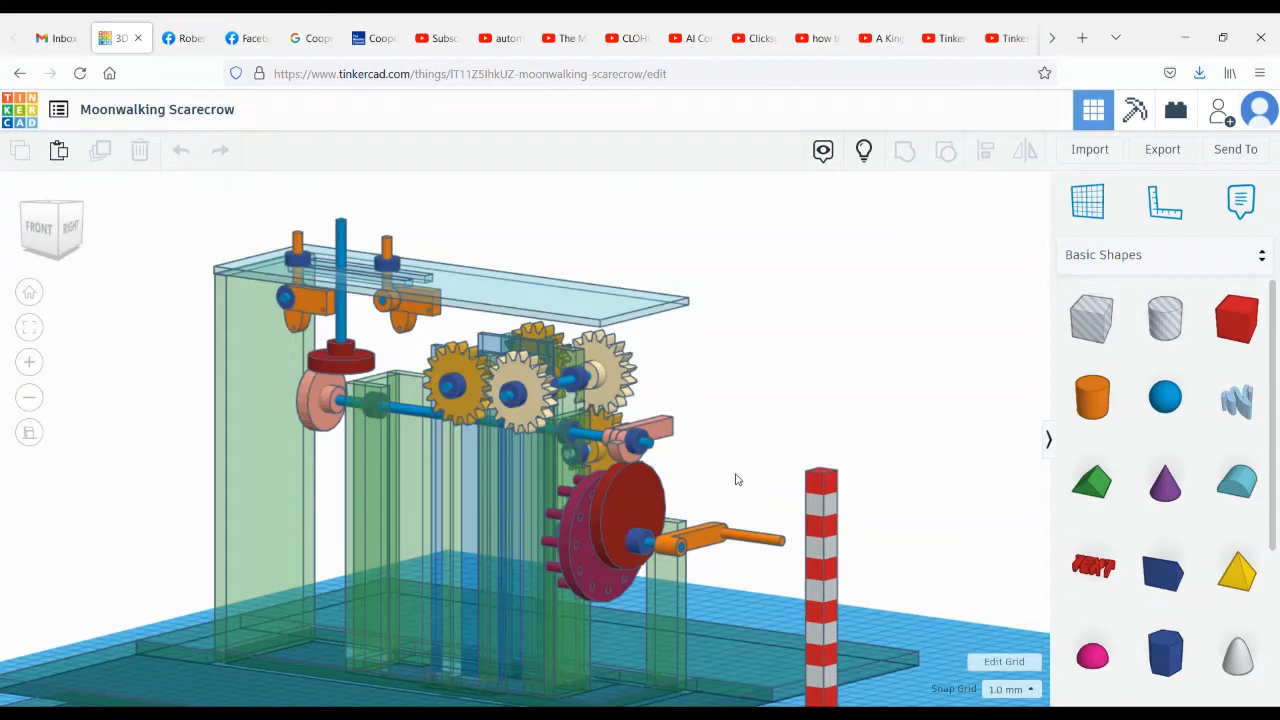 Inbox
3D
Rober
Faceb
Coope
Coope
Subsc
autom
The M
CLOH
AI Co
Clicks
how t
A King
Tinker
Tinke
https://www.tinkercad.com/things/lT11Z5IhkUZ-moonwalking-scarecrow/edit
TIN
KER
CAD
Moonwalking Scarecrow
Import
Export
Send To
FRONT
RIGHT
Basic Shapes
Edit Grid
Snap Grid 1.0 mm